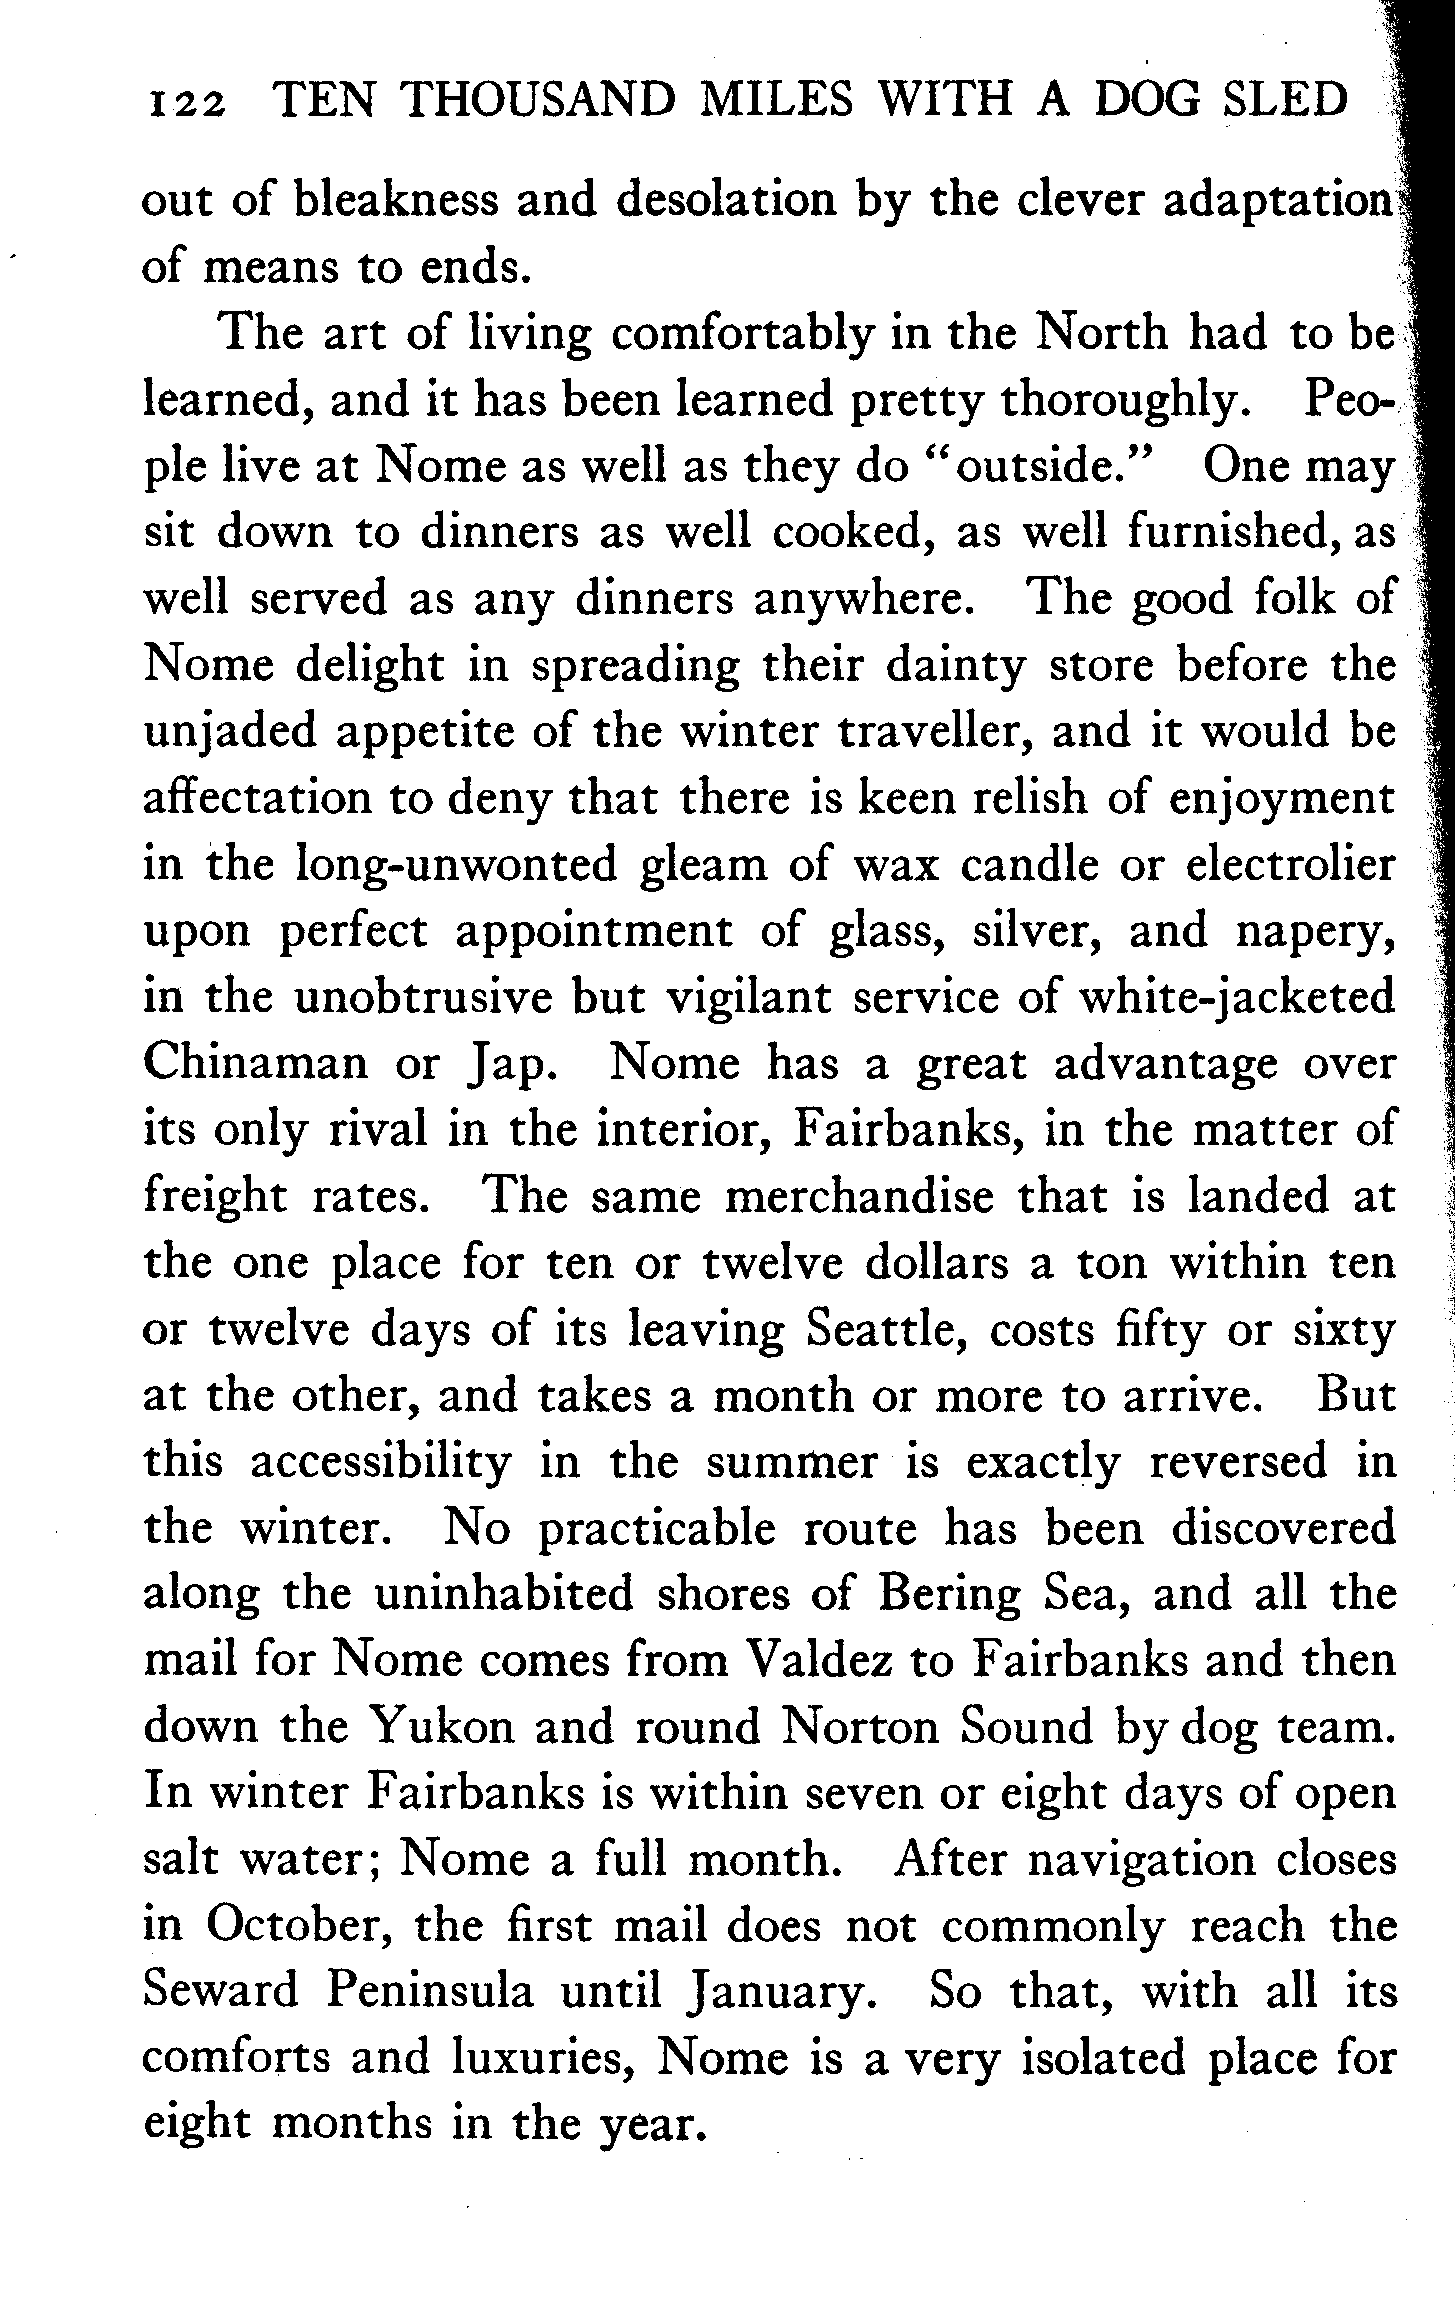 122 TEN THOUSAND MILES WITH A DOG SLED
out of bleakness and desolation by the clever adaptation
of means to ends.
The art of living comfortably in the North had to be
learned, and it has been learned pretty thoroughly. Peo-
ple live at Nome as well as they do “outside.” One may
sit down to dinners as well cooked, as well furnished, as
well served as any dinners anywhere. The good folk of
Nome delight in spreading their dainty store before the
unjaded appetite of the winter traveller, and it would be
affectation to deny that there is keen relish of enjoyment
in the long-unwonted gleam of wax candle or electrolier
upon perfect appointment of glass, silver, and napery,
in the unobtrusive but vigilant service of white-jacketed
Chinaman or Jap. Nome has a great advantage over
its only rival in the interior, Fairbanks, in the matter of
freight rates. The same merchandise that is landed at
the one place for ten or twelve dollars a ton within ten
or twelve days of its leaving Seattle, costs fifty or sixty
at the other, and takes a month or more to arrive. But
this accessibility in the summer is exactly reversed in
the winter. No practicable route has been discovered
along the uninhabited shores of Bering Sea, and all the
mail for Nome comes from Valdez to Fairbanks and then
down the Yukon and round Norton Sound by dog team.
In winter Fairbanks is within seven or eight days of open
salt water; Nome a full month. After navigation closes
in October, the first mail does not commonly reach the
Seward Peninsula until January. So that, with all its
comforts and luxuries, Nome is a very isolated place for
eight months in the year.